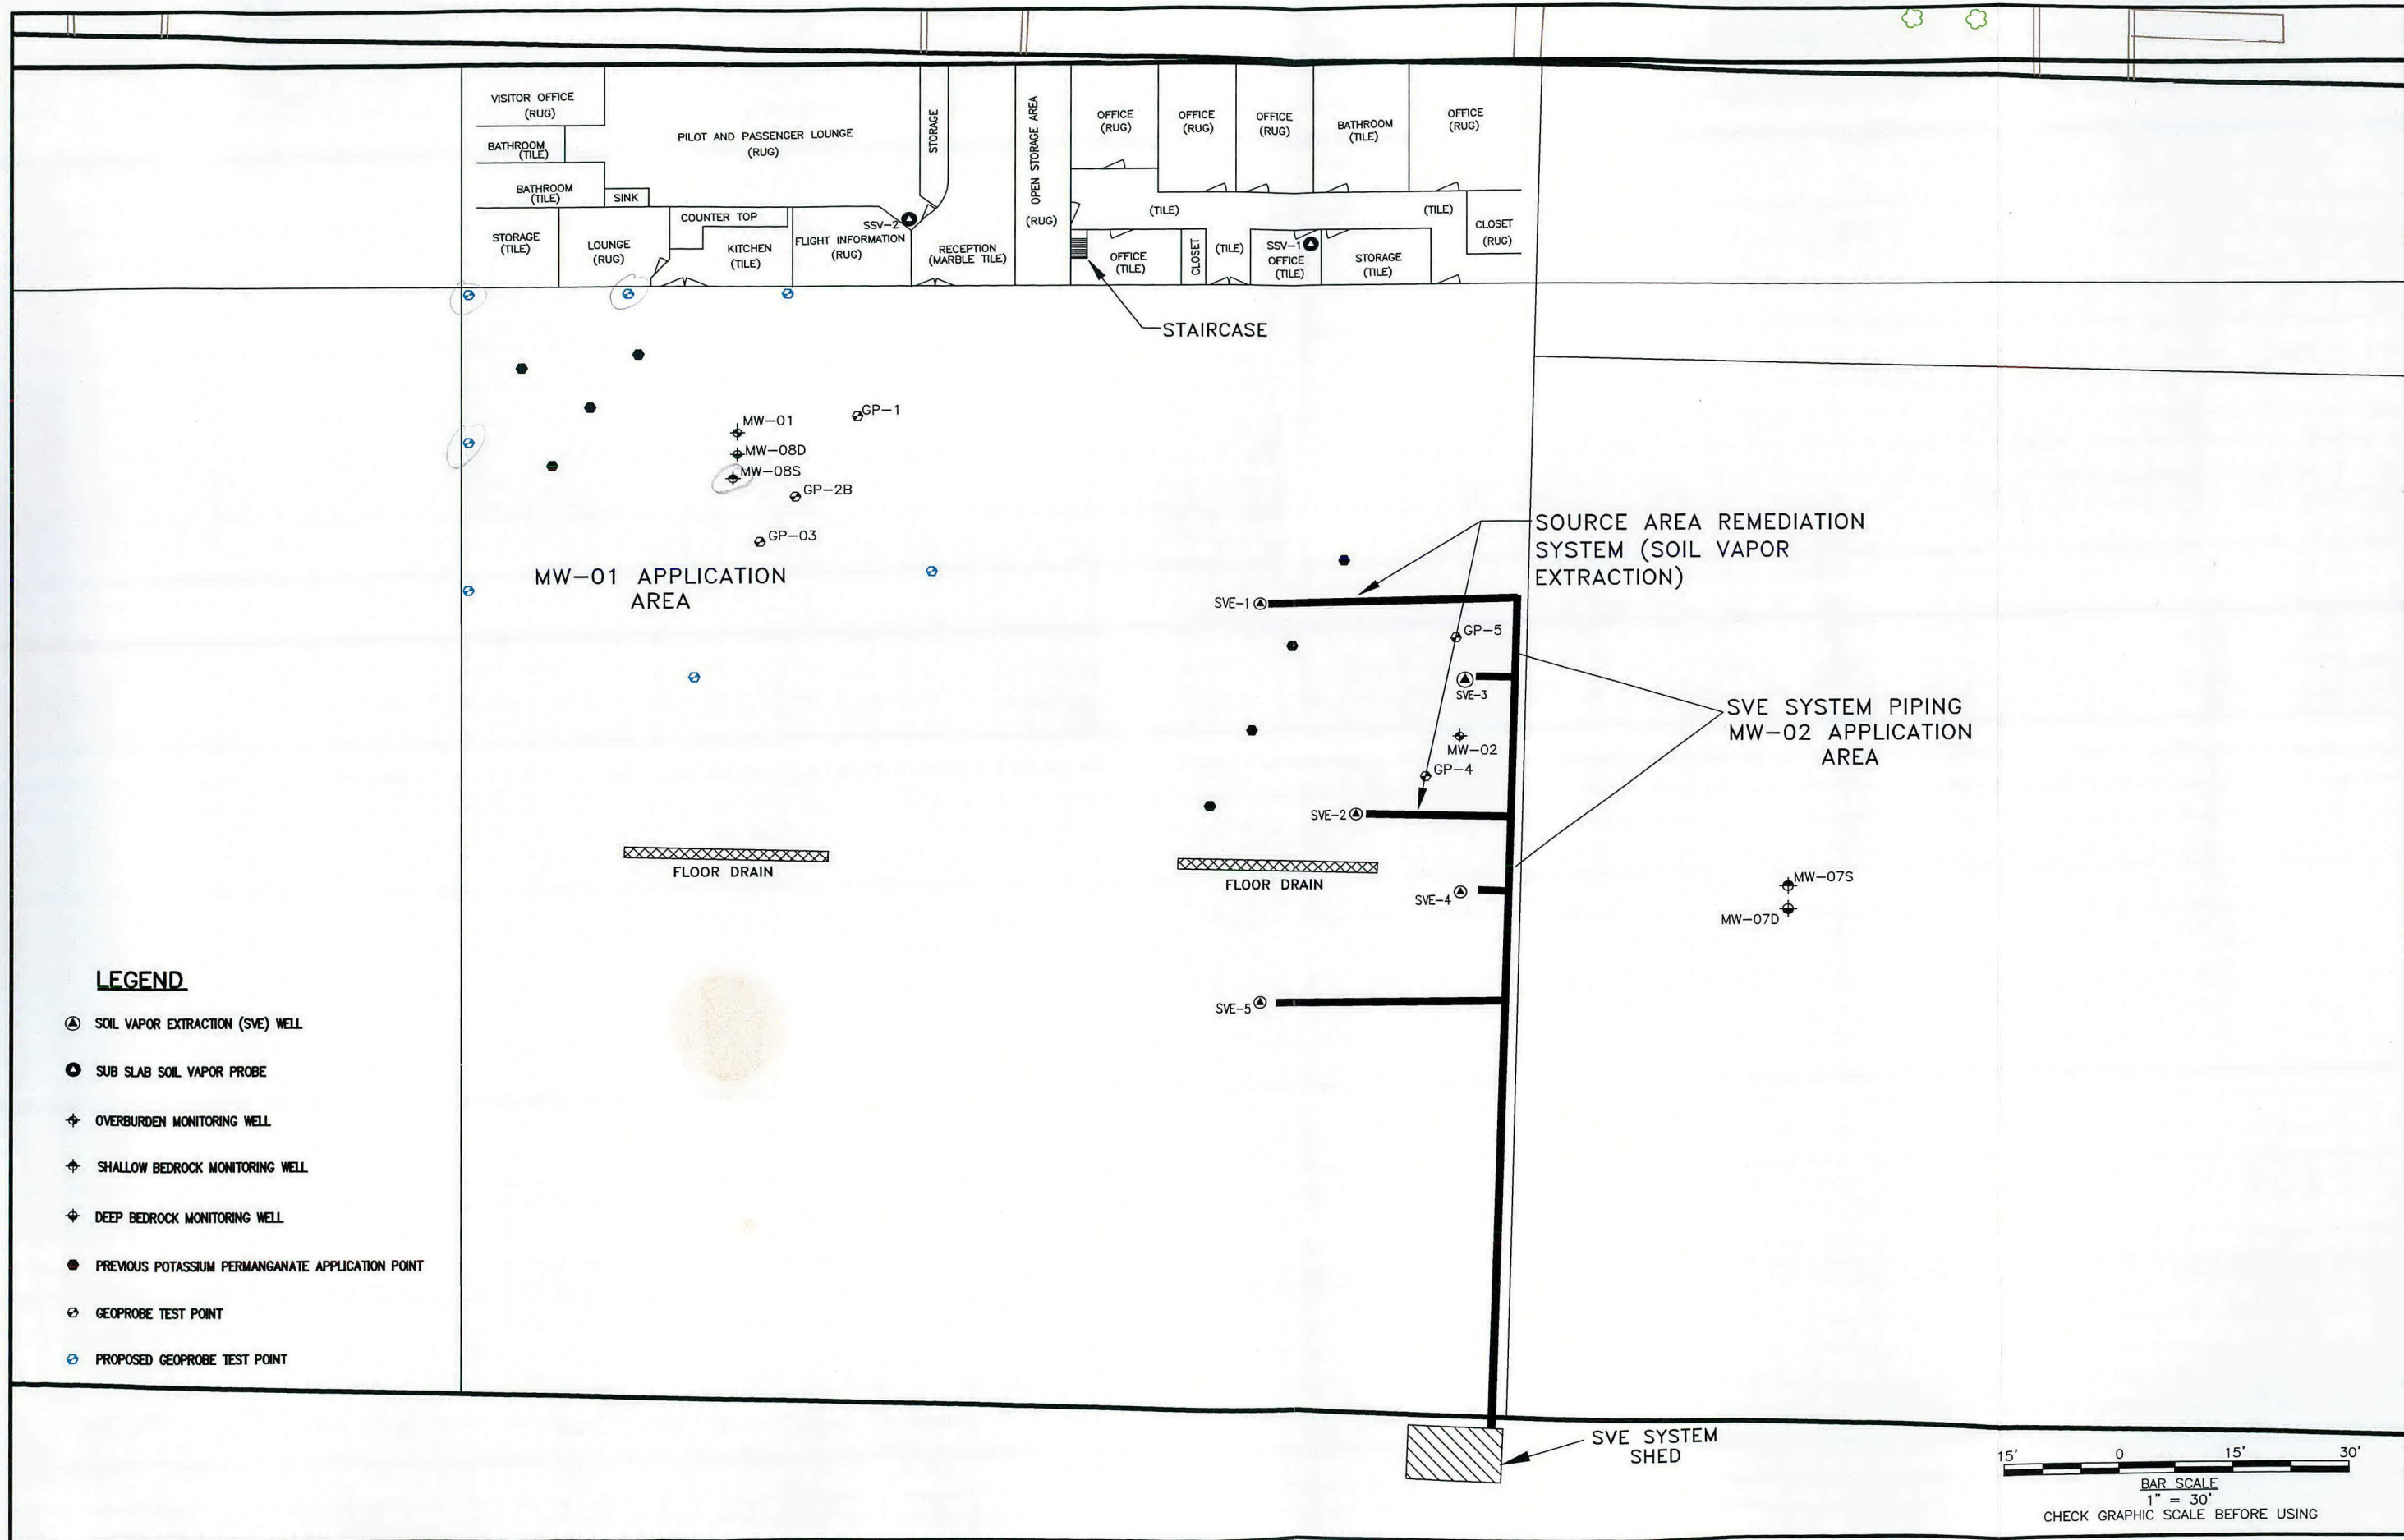 VISITOR OFFICE
(RUG)
BATHROOM
(TILE)
BATHROOM
(TILE)
SINK
PILOT AND PASSENGER LOUNGE
(RUG)
STORAGE
OPEN STORAGE AREA
(RUG)
OFFICE
(RUG)
OFFICE
(RUG)
OFFICE
(RUG)
BATHROOM
(TILE)
OFFICE
(RUG)
STORAGE
(TILE)
LOUNGE
(RUG)
COUNTER TOP
KITCHEN
(TILE)
SSV-2
FLIGHT INFORMATION
(RUG)
RECEPTION
(MARBLE TILE)
(TILE)
(TILE)
OFFICE
(TILE)
CLOSET
(TILE)
SSV-1
OFFICE
(TILE)
STORAGE
(TILE)
CLOSET
(RUG)
STAIRCASE
GP-1
MW-01
MW-08D
MW-08S
GP-2B
GP-03
MW-01 APPLICATION
AREA
SOURCE AREA REMEDIATION
SYSTEM (SOIL VAPOR
EXTRACTION)
SVE-1
GP-5
SVE-3
MW-02
GP-4
SVE-2
SVE SYSTEM PIPING
MW-02 APPLICATION
AREA
FLOOR DRAIN
FLOOR DRAIN
SVE-4
MW-07S
MW-07D
SVE-5
LEGEND
SOIL VAPOR EXTRACTION (SVE) WELL
SUB SLAB SOIL VAPOR PROBE
OVERBURDEN MONITORING WELL
SHALLOW BEDROCK MONITORING WELL
DEEP BEDROCK MONITORING WELL
PREVIOUS POTASSIUM PERMANGANATE APPLICATION POINT
GEOPROBE TEST POINT
PROPOSED GEOPROBE TEST POINT
SVE SYSTEM
SHED
15' 0 15' 30'
BAR SCALE
1" = 30'
CHECK GRAPHIC SCALE BEFORE USING